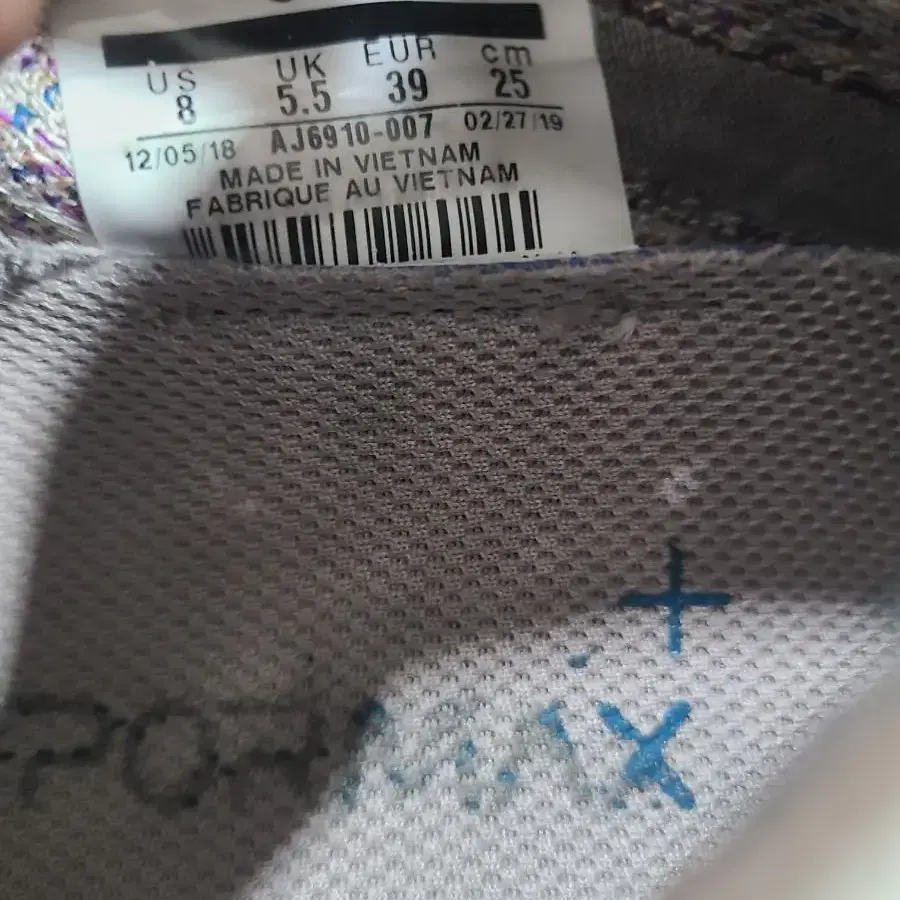 US UK EUR cm
8 5.5 39 25
12/05/18 AJ6910-007 02/27/19
MADE IN VIETNAM
FABRIQUE AU VIETNAM
+